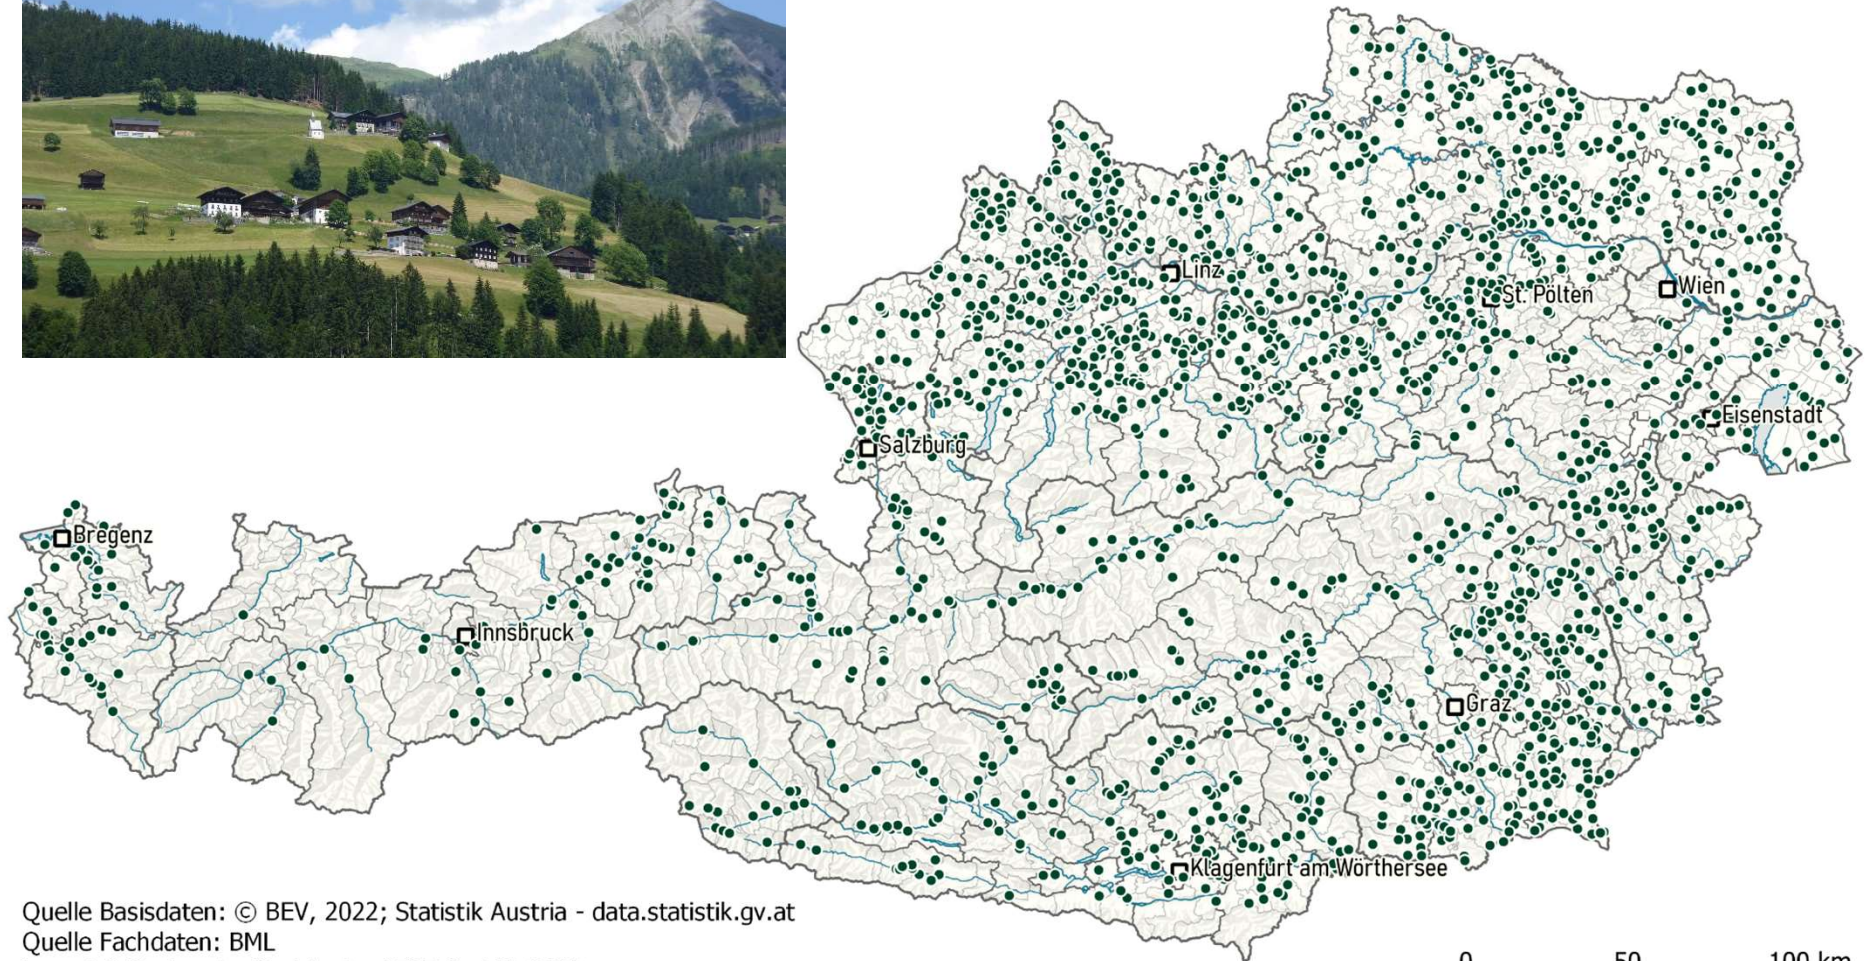 Linz
St. Pölten
Wien
Eisenstadt
Salzburg
Bregenz
Innsbruck
Graz
Klagenfurt am Wörthersee
Quelle Basisdaten: © BEV, 2022; Statistik Austria - data.statistik.gv.at
Quelle Fachdaten: BML
0 50 100 km